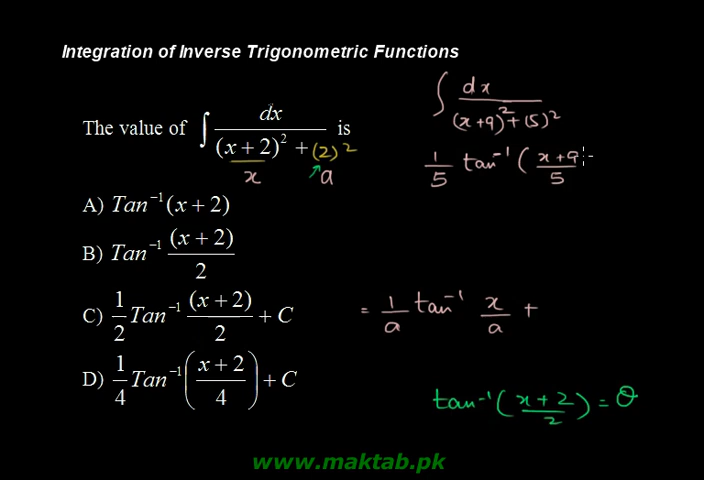 Integration of Inverse Trigonometric Functions
The value of ∫ dx / ((x + 2)² + (2)²) is
x a
A) Tan⁻¹(x + 2)
B) Tan⁻¹ (x + 2)/2
C) 1/2 Tan⁻¹ (x + 2)/2 + C
D) 1/4 Tan⁻¹ ((x + 2)/4) + C
∫ dx / ((x + 9)² + (5)²)
1/5 tan⁻¹ ( (x + 9)/5
= 1/a tan⁻¹ x/a +
tan⁻¹ ( (x + 2)/2 ) = θ
www.maktab.pk